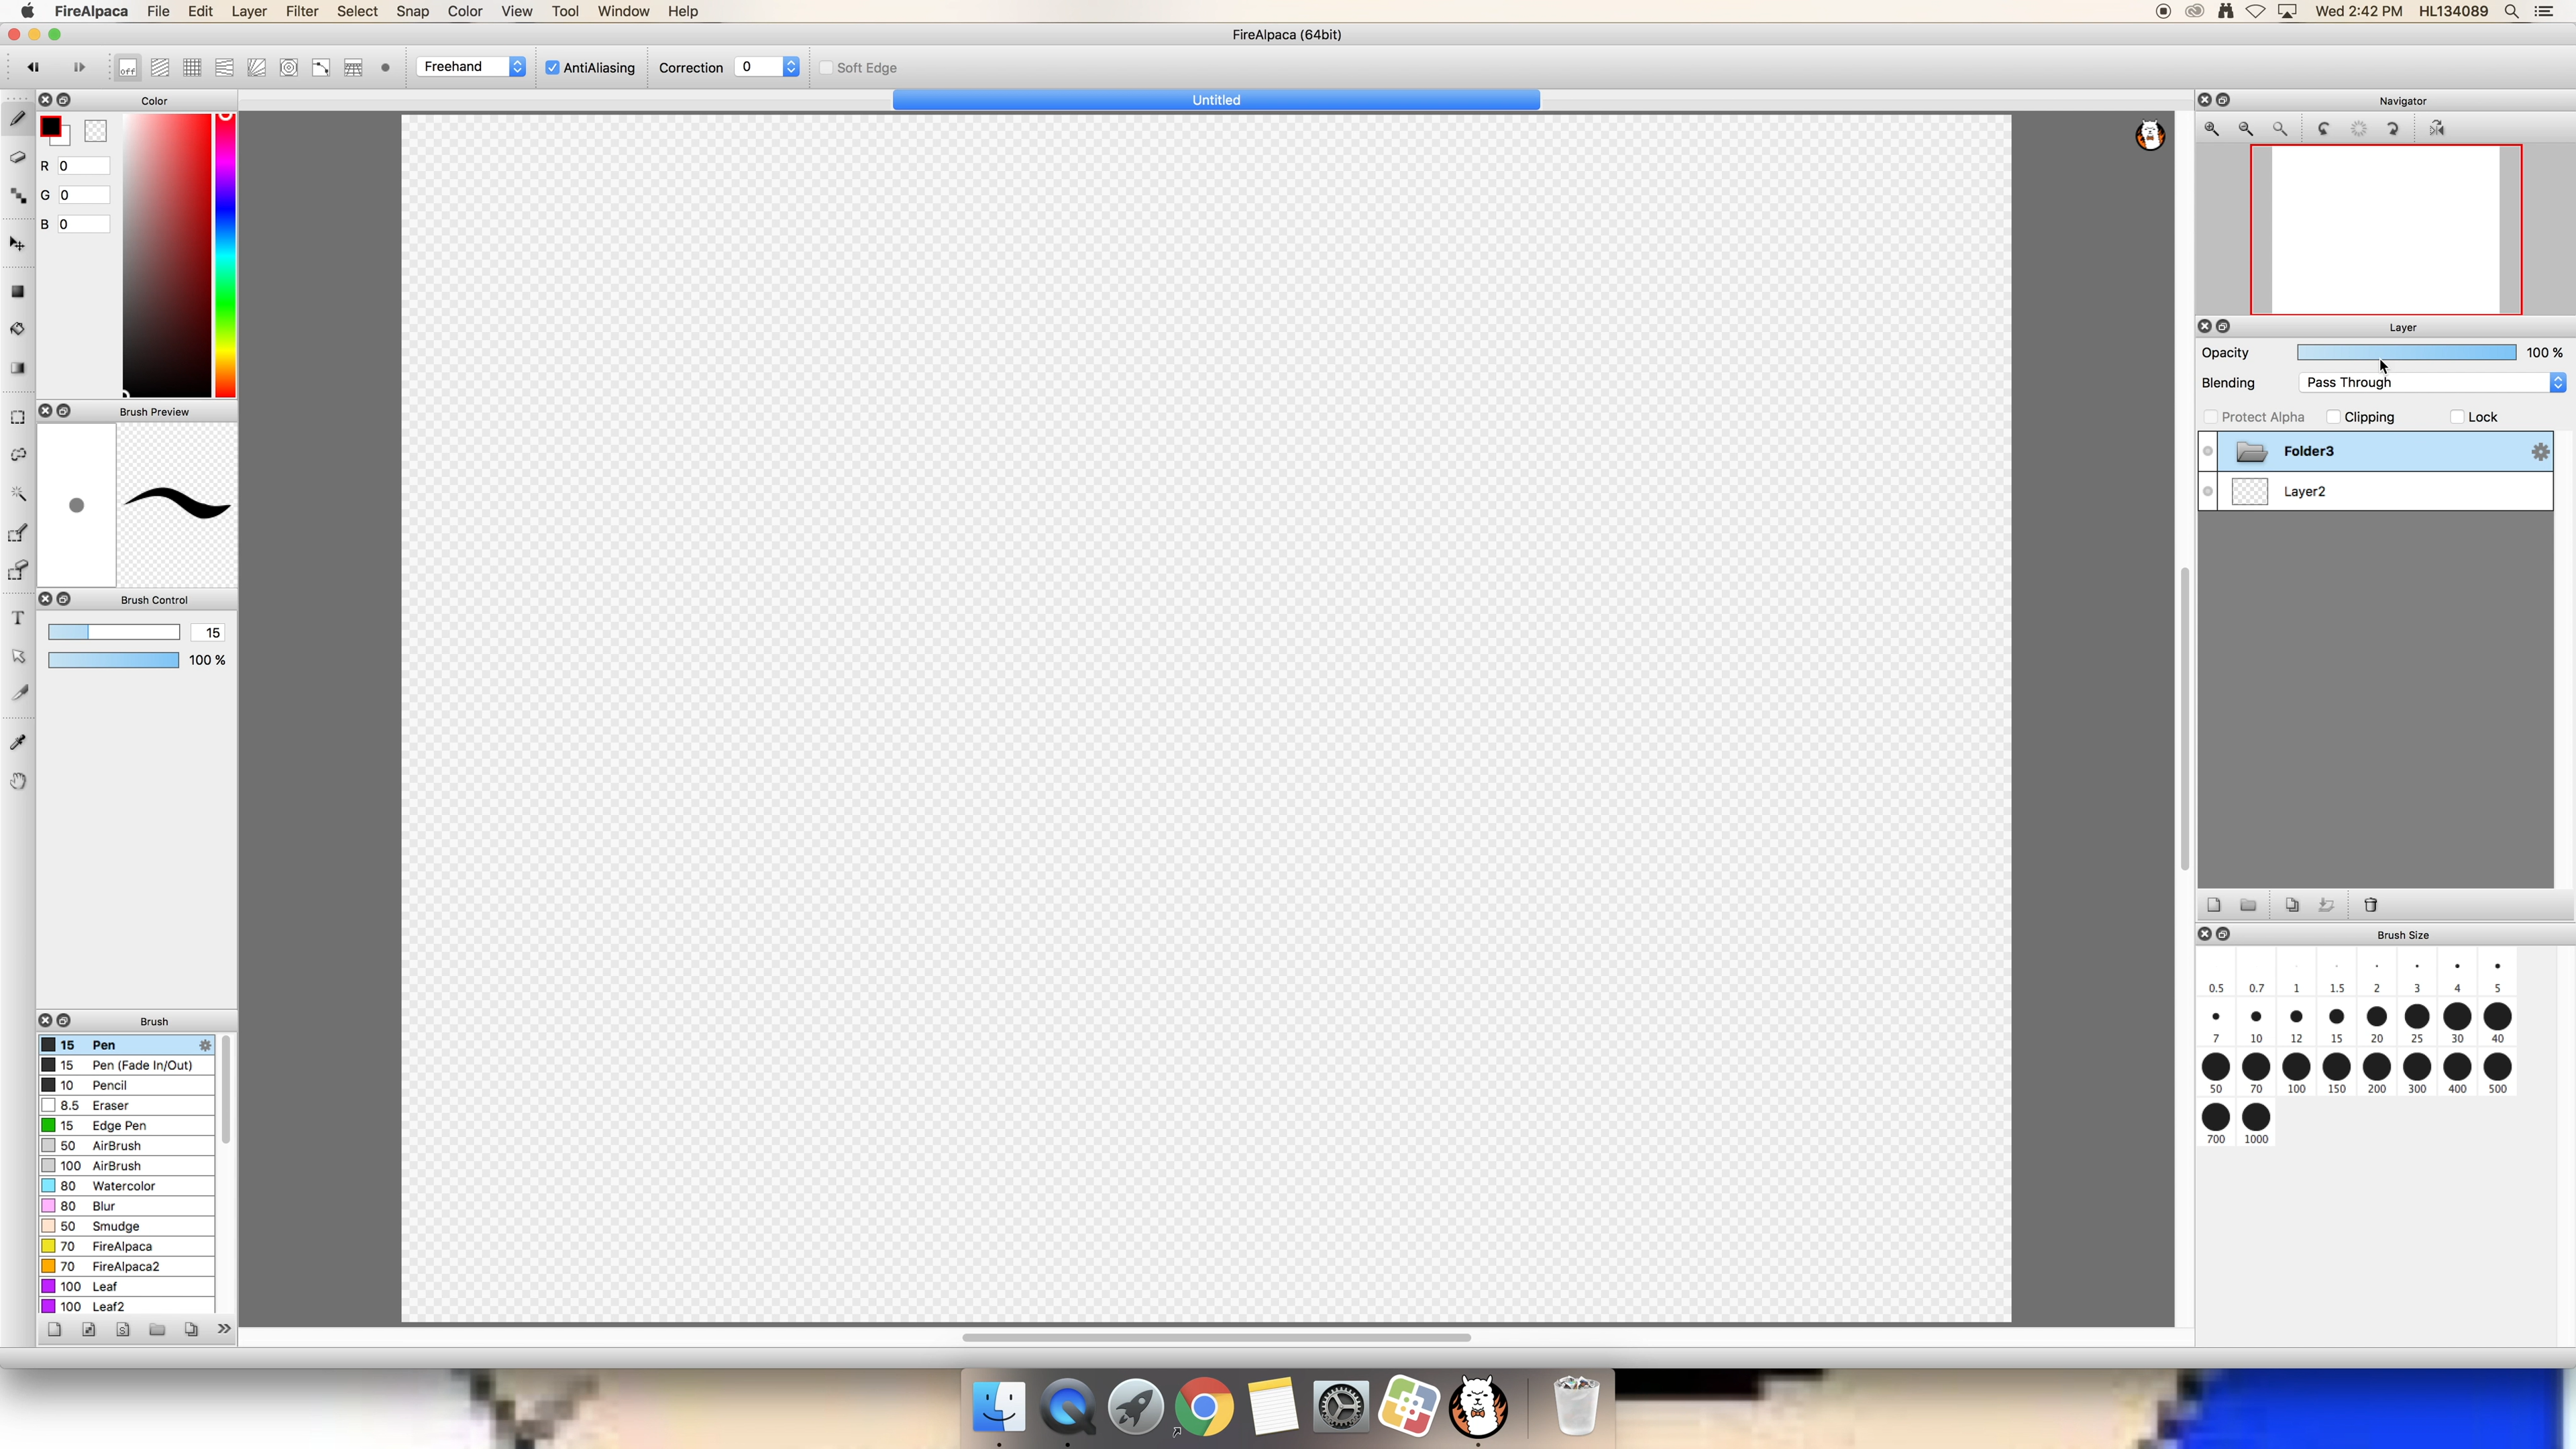 FireAlpaca File Edit Layer Filter Select Snap Color View Tool Window Help Wed 2:42 PM HL134089
FireAlpaca (64bit)
off Freehand AntiAliasing Correction 0 Soft Edge
Color
Untitled
Navigator
R 0
G 0
B 0
Layer
Opacity 100 %
Blending Pass Through
Protect Alpha Clipping Lock
Folder3
Layer2
Brush Preview
Brush Control
15
100 %
Brush Size
0.5 0.7 1 1.5 2 3 4 5
7 10 12 15 20 25 30 40
50 70 100 150 200 300 400 500
700 1000
Brush
15 Pen
15 Pen (Fade In/Out)
10 Pencil
8.5 Eraser
15 Edge Pen
50 AirBrush
100 AirBrush
80 Watercolor
80 Blur
50 Smudge
70 FireAlpaca
70 FireAlpaca2
100 Leaf
100 Leaf2